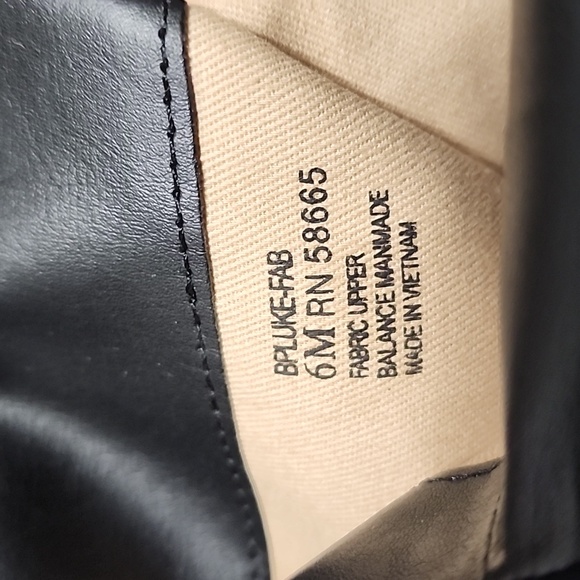 BPLUKE-FAB
6M RN 58665
FABRIC UPPER
BALANCE MANMADE
MADE IN VIETNAM